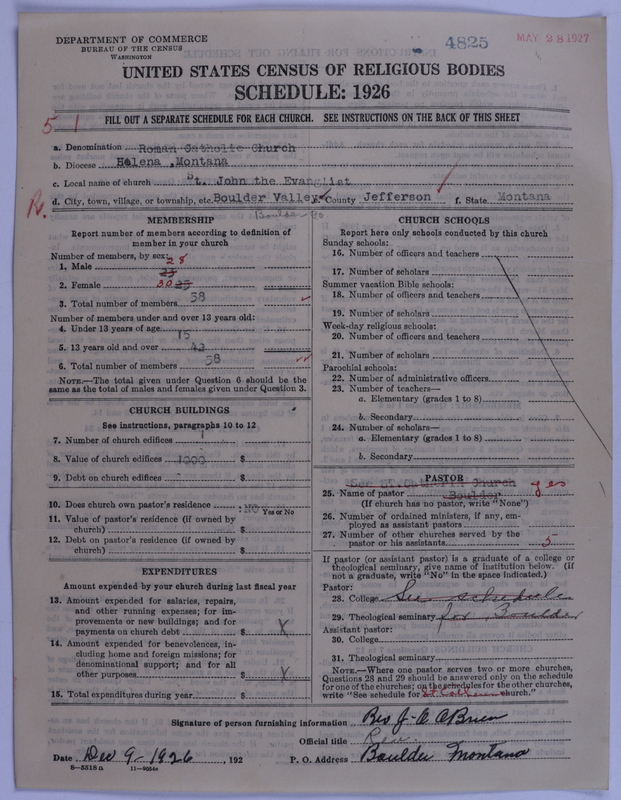 DEPARTMENT OF COMMERCE
BUREAU OF THE CENSUS
WASHINGTON
4825
MAY 28 1927
UNITED STATES CENSUS OF RELIGIOUS BODIES
SCHEDULE: 1926
5 1
FILL OUT A SEPARATE SCHEDULE FOR EACH CHURCH. SEE INSTRUCTIONS ON THE BACK OF THIS SHEET
a. Denomination Roman Catholic Church
b. Diocese Helena ,Montana
c. Local name of church St. John the Evanglist
R. d. City, town, village, or township, etc. Boulder Valley e. County Jefferson f. State Montana
Boulder
MEMBERSHIP
Report number of members according to definition of
member in your church
Number of members, by sex:
1. Male 28
2. Female 30 25
3. Total number of members 58
Number of members under and over 13 years old:
4. Under 13 years of age 15
5. 13 years old and over 43
6. Total number of members 58
NOTE.—The total given under Question 6 should be the
same as the total of males and females given under Question 3.
CHURCH BUILDINGS
See instructions, paragraphs 10 to 12
7. Number of church edifices 1
8. Value of church edifices 1000 $
9. Debt on church edifices - $
10. Does church own pastor's residence NO Yes or No
11. Value of pastor's residence (if owned by
church) $
12. Debt on pastor's residence (if owned by
church) $
EXPENDITURES
Amount expended by your church during last fiscal year
13. Amount expended for salaries, repairs,
and other running expenses; for im-
provements or new buildings; and for
payments on church debt $ X
14. Amount expended for benevolences, in-
cluding home and foreign missions; for
denominational support; and for all
other purposes $ X
15. Total expenditures during year $
CHURCH SCHOOLS
Report here only schools conducted by this church
Sunday schools:
16. Number of officers and teachers
17. Number of scholars
Summer vacation Bible schools:
18. Number of officers and teachers
19. Number of scholars
Week-day religious schools:
20. Number of officers and teachers
21. Number of scholars
Parochial schools:
22. Number of administrative officers
23. Number of teachers—
a. Elementary (grades 1 to 8)
b. Secondary
24. Number of scholars—
a. Elementary (grades 1 to 8)
b. Secondary
PASTOR
Church yes
25. Name of pastor Boulder
(If church has no pastor, write "None")
26. Number of ordained ministers, if any, em-
ployed as assistant pastors
27. Number of other churches served by the
pastor or his assistants 5
If pastor (or assistant pastor) is a graduate of a college or
theological seminary, give name of institution below. (If
not a graduate, write "No" in the space indicated.)
Pastor:
28. College See schedule
29. Theological seminary for Boulder
Assistant pastor:
30. College
31. Theological seminary
NOTE.—Where one pastor serves two or more churches,
Questions 28 and 29 should be answered only on the schedule
for one of the churches; on the schedules for the other churches,
write "See schedule for church."
Signature of person furnishing information Rev J. A. O'Brien
Official title
Date Dec 9-1926, 192 P. O. Address Boulder Montana
8-5518 a 11-9054a